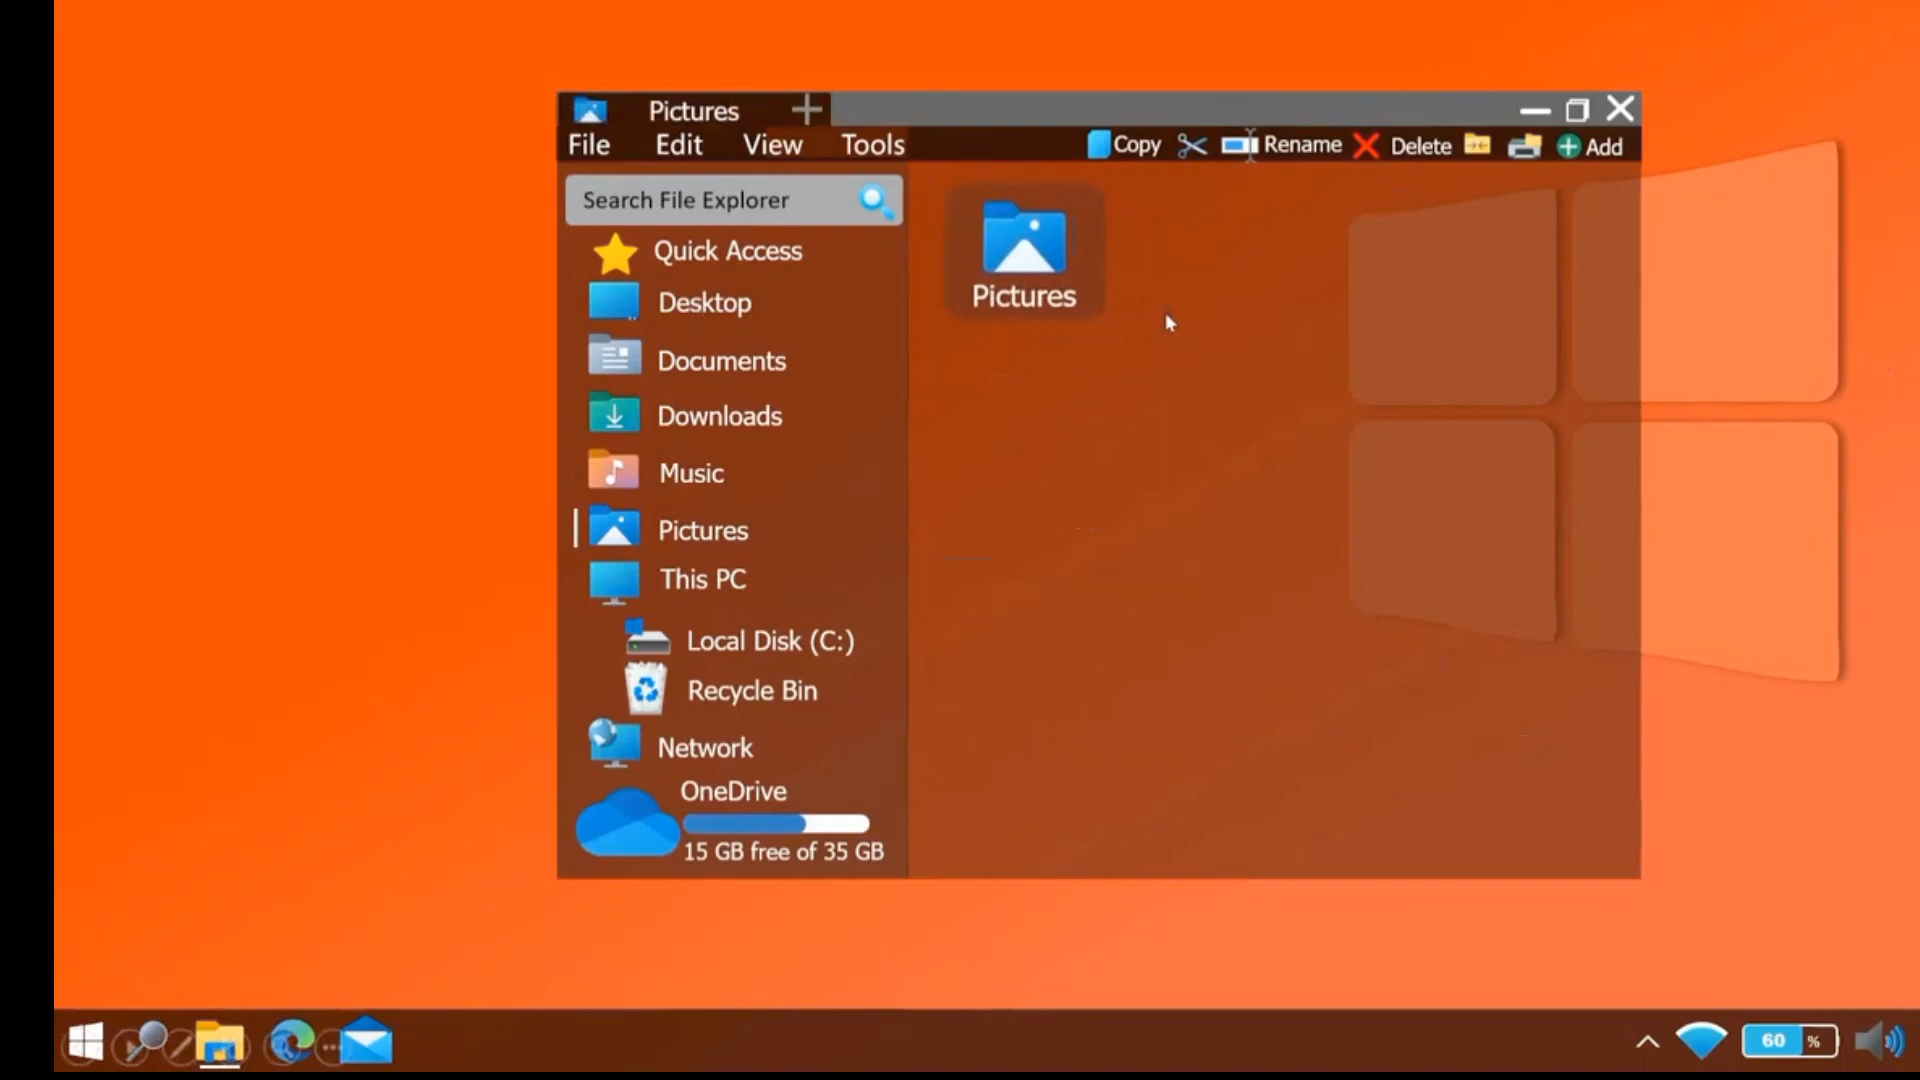 Pictures
File Edit View Tools Copy Rename Delete Add
Search File Explorer
Quick Access
Desktop
Documents
Downloads
Music
Pictures
This PC
Local Disk (C:)
Recycle Bin
Network
OneDrive
15 GB free of 35 GB
Pictures
60 %